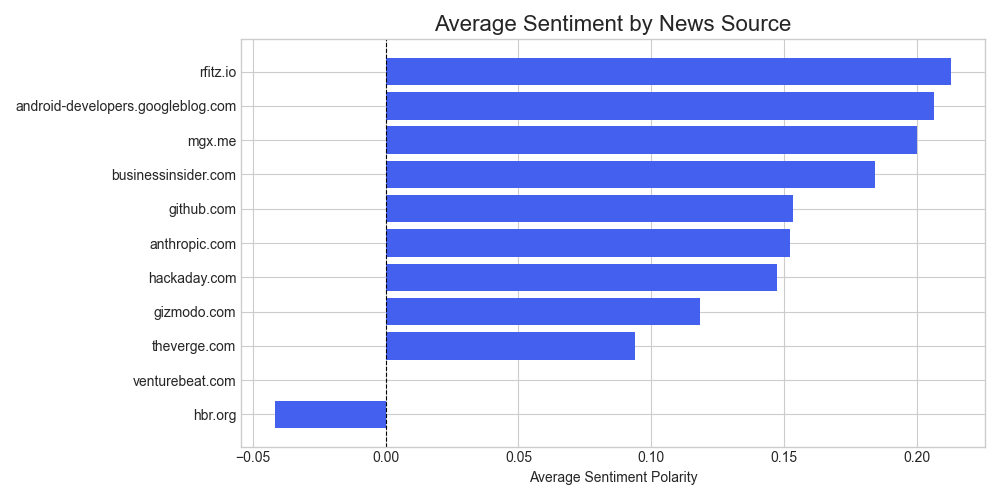 Average Sentiment by News Source
rfitz.io
android-developers.googleblog.com
mgx.me
businessinsider.com
github.com
anthropic.com
hackaday.com
gizmodo.com
theverge.com
venturebeat.com
hbr.org
−0.05 0.00 0.05 0.10 0.15 0.20
Average Sentiment Polarity